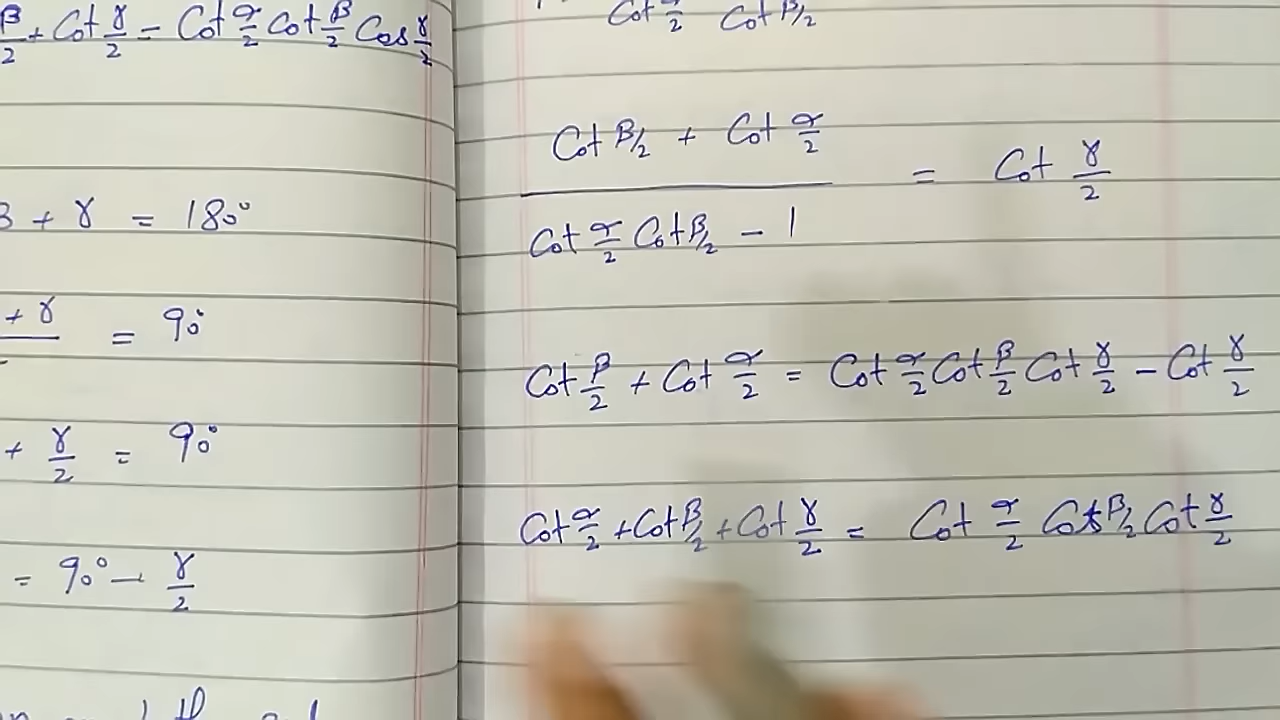 β/2 + Cot γ/2 = Cot α/2 Cot β/2 Cos γ/2
β + γ = 180°
+ γ = 90°
+ γ/2 = 90°
= 90° - γ/2
Cot α/2 Cot β/2
Cot β/2 + Cot α/2
= Cot γ/2
Cot α/2 Cot β/2 - 1
Cot β/2 + Cot α/2 = Cot α/2 Cot β/2 Cot γ/2 - Cot γ/2
Cot α/2 + Cot β/2 + Cot γ/2 = Cot α/2 Cot β/2 Cot γ/2